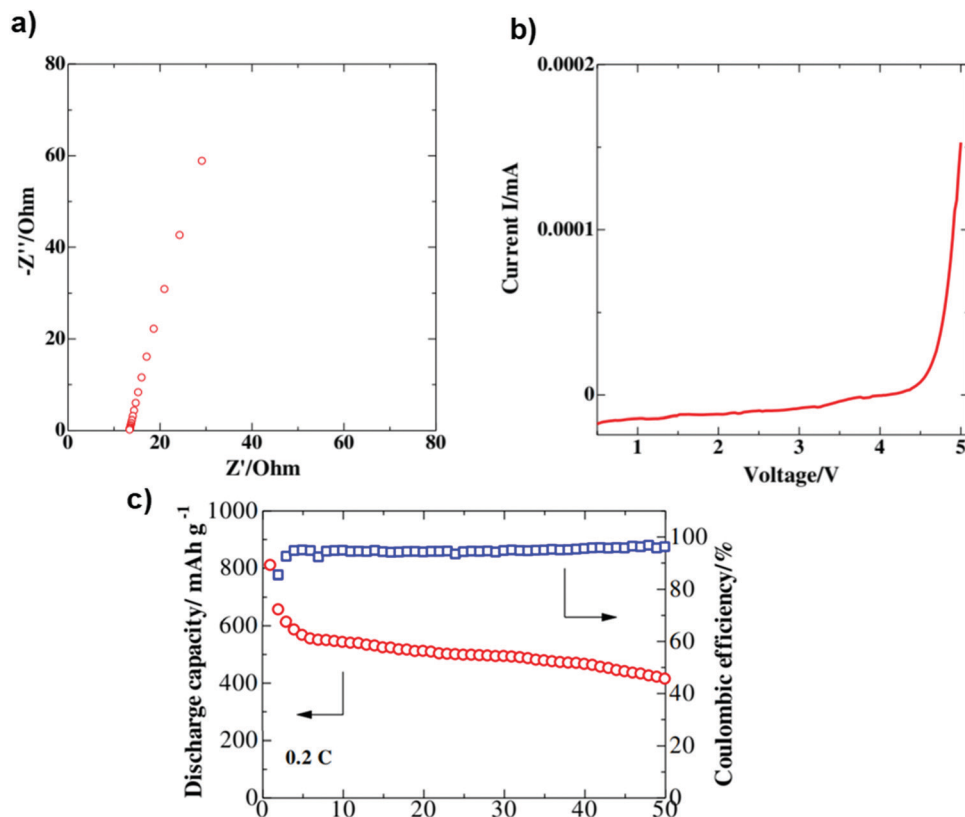 a)
80
60
40
20
0
-Z''/Ohm
0 20 40 60 80
Z'/Ohm
b)
0.0002
0.0001
0
Current I/mA
1 2 3 4 5
Voltage/V
c)
1000
800
600
400
200
0
Discharge capacity/ mAh g⁻¹
0.2 C
100
80
60
40
20
0
Coulombic efficiency/%
0 10 20 30 40 50